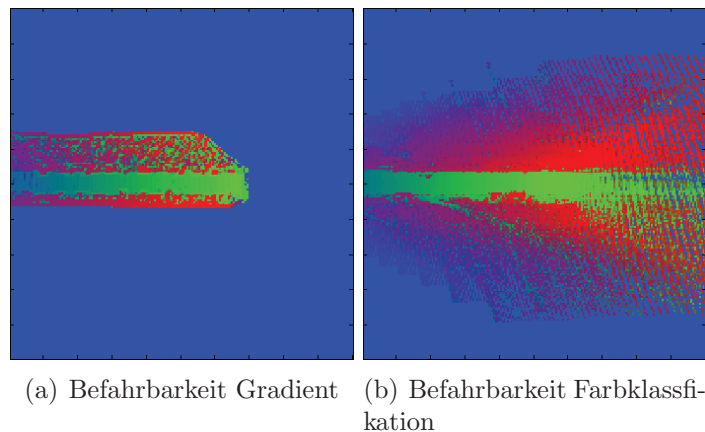 (a) Befahrbarkeit Gradient
(b) Befahrbarkeit Farbklassfi-
kation